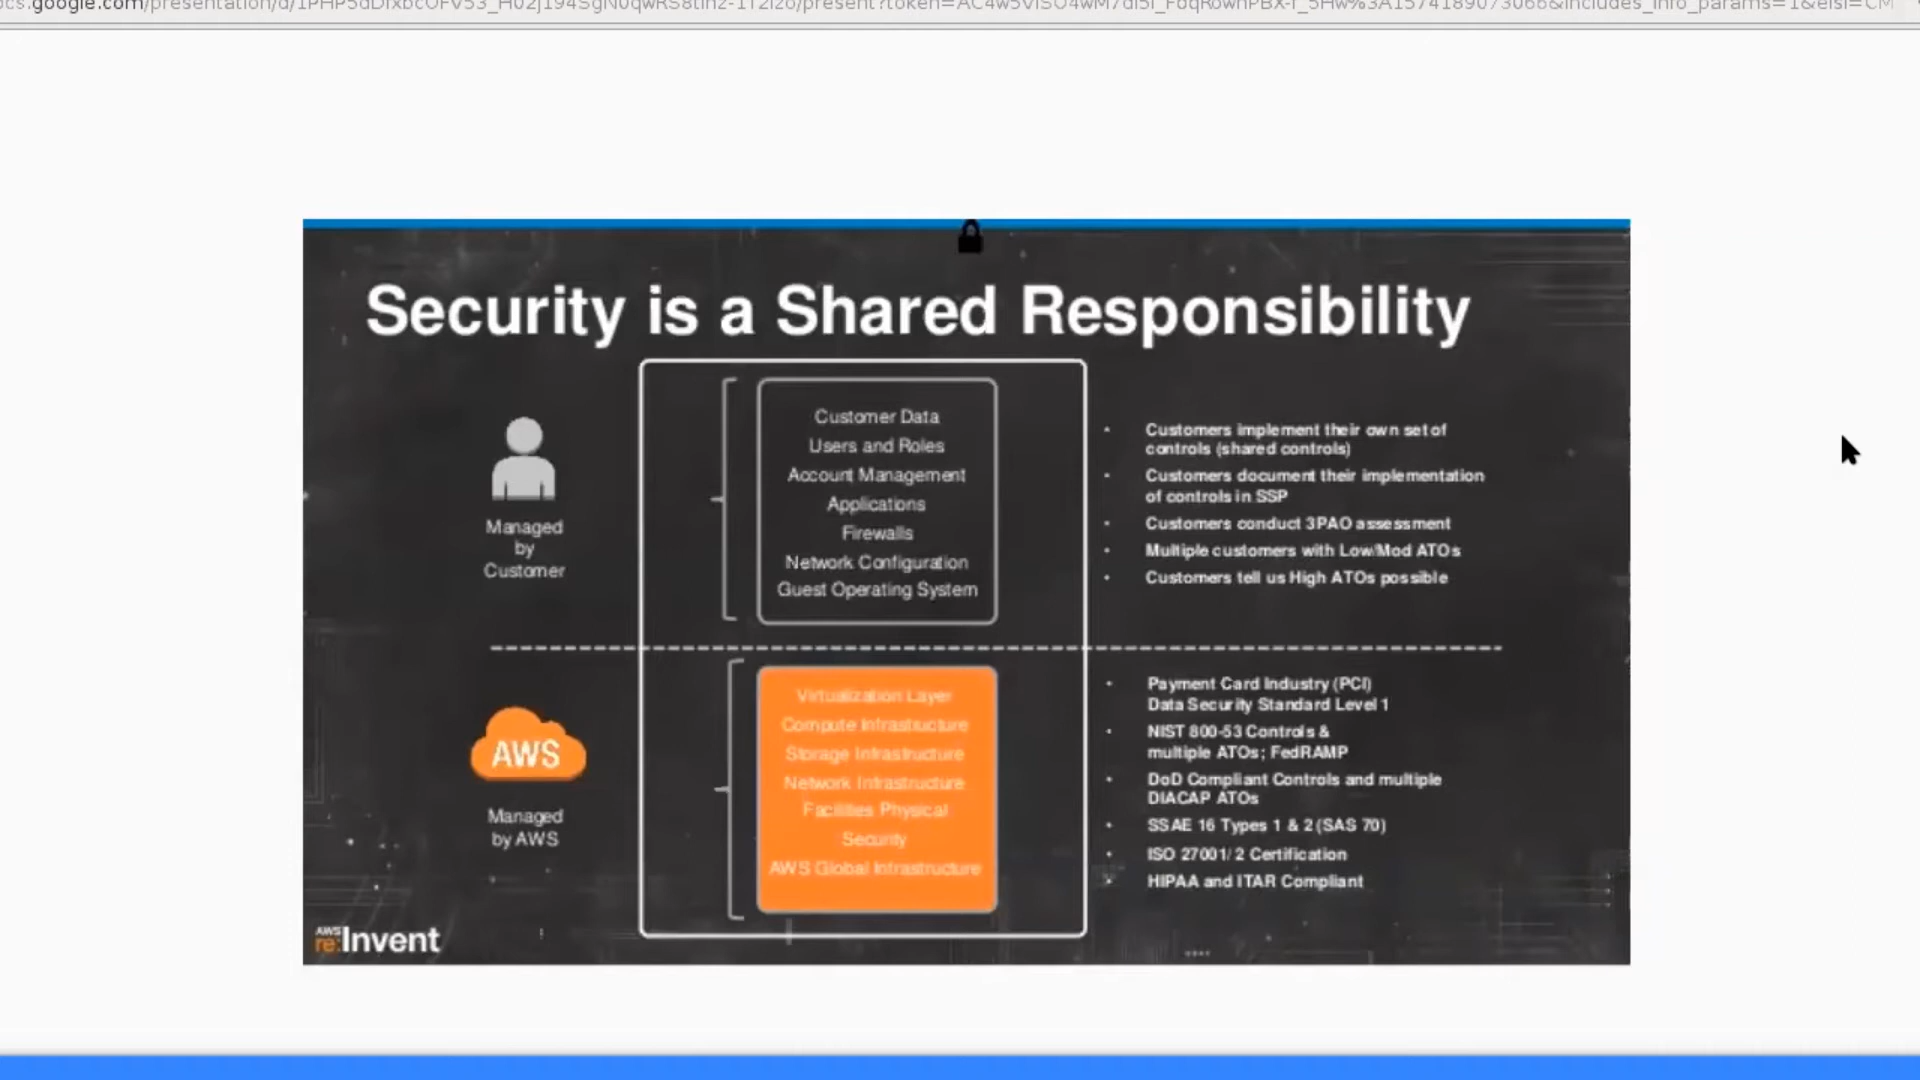 Security is a Shared Responsibility
Managed
by
Customer
Customer Data
Users and Roles
Account Management
Applications
Firewalls
Network Configuration
Guest Operating System
Customers implement their own set of
controls (shared controls)
Customers document their implementation
of controls in SSP
Customers conduct 3PAO assessment
Multiple customers with Low/Mod ATOs
Customers tell us High ATOs possible
AWS
Managed
by AWS
Virtualization Layer
Compute Infrastructure
Storage Infrastructure
Network Infrastructure
Facilities Physical
Security
AWS Global Infrastructure
Payment Card Industry (PCI)
Data Security Standard Level 1
NIST 800-53 Controls &
multiple ATOs; FedRAMP
DoD Compliant Controls and multiple
DIACAP ATOs
SSAE 16 Types 1 & 2 (SAS 70)
ISO 27001/ 2 Certification
HIPAA and ITAR Compliant
AWS
re:Invent